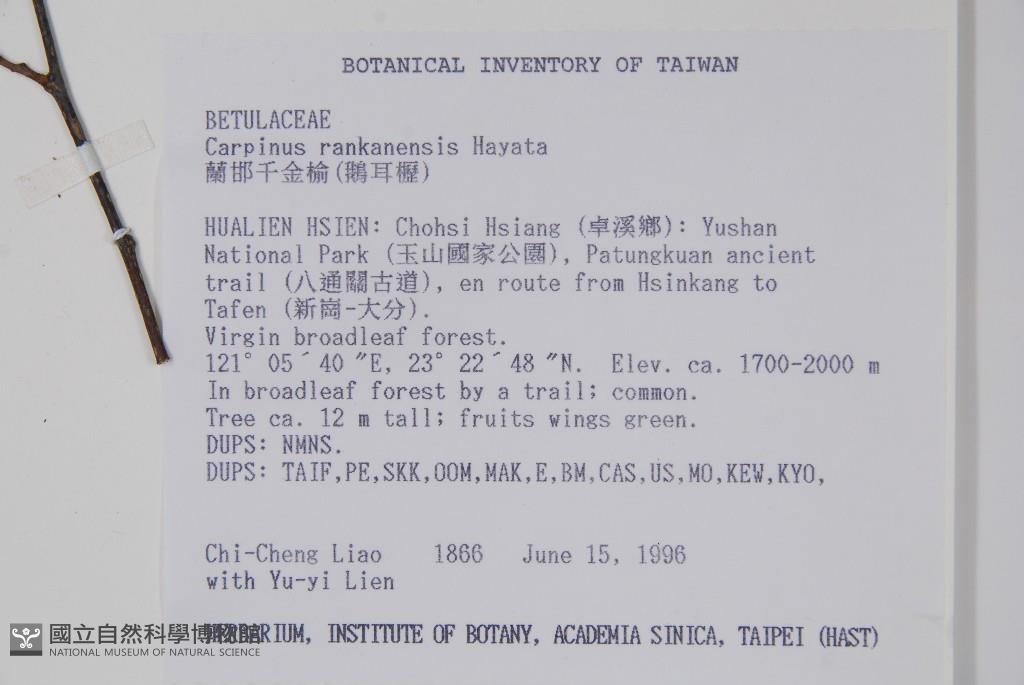 BOTANICAL INVENTORY OF TAIWAN
BETULACEAE
Carpinus rankanensis Hayata
蘭邯千金榆(鵝耳櫪)
HUALIEN HSIEN: Chohsi Hsiang (卓溪鄉): Yushan
National Park (玉山國家公園), Patungkuan ancient
trail (八通關古道), en route from Hsinkang to
Tafen (新崗-大分).
Virgin broadleaf forest.
121° 05´40 ″E, 23° 22´48 ″N. Elev. ca. 1700-2000 m
In broadleaf forest by a trail; common.
Tree ca. 12 m tall; fruits wings green.
DUPS: NMNS.
DUPS: TAIF,PE,SKK,OOM,MAK,E,BM,CAS,US,MO,KEW,KYO,
Chi-Cheng Liao 1866 June 15, 1996
with Yu-yi Lien
HERBARIUM, INSTITUTE OF BOTANY, ACADEMIA SINICA, TAIPEI (HAST)
國立自然科學博物館
NATIONAL MUSEUM OF NATURAL SCIENCE